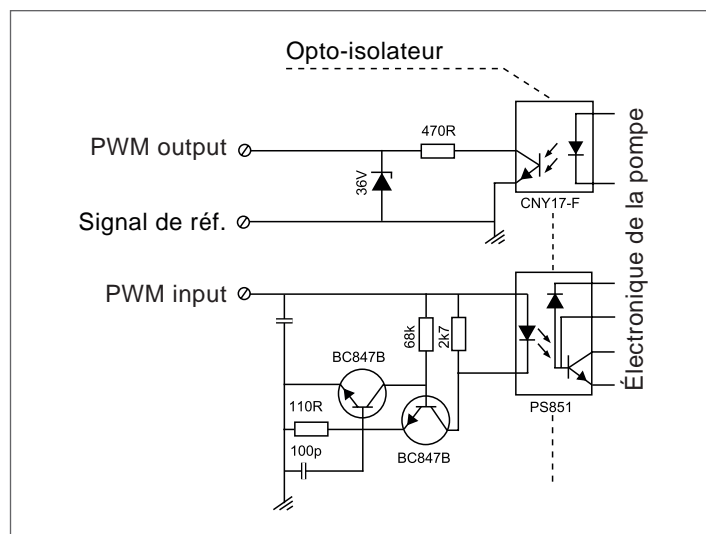 Opto-isolateur
470R
PWM output
36V
CNY17-F
Signal de réf.
PWM input
68k
2k7
BC847B
110R
PS851
100p
BC847B
Électronique de la pompe